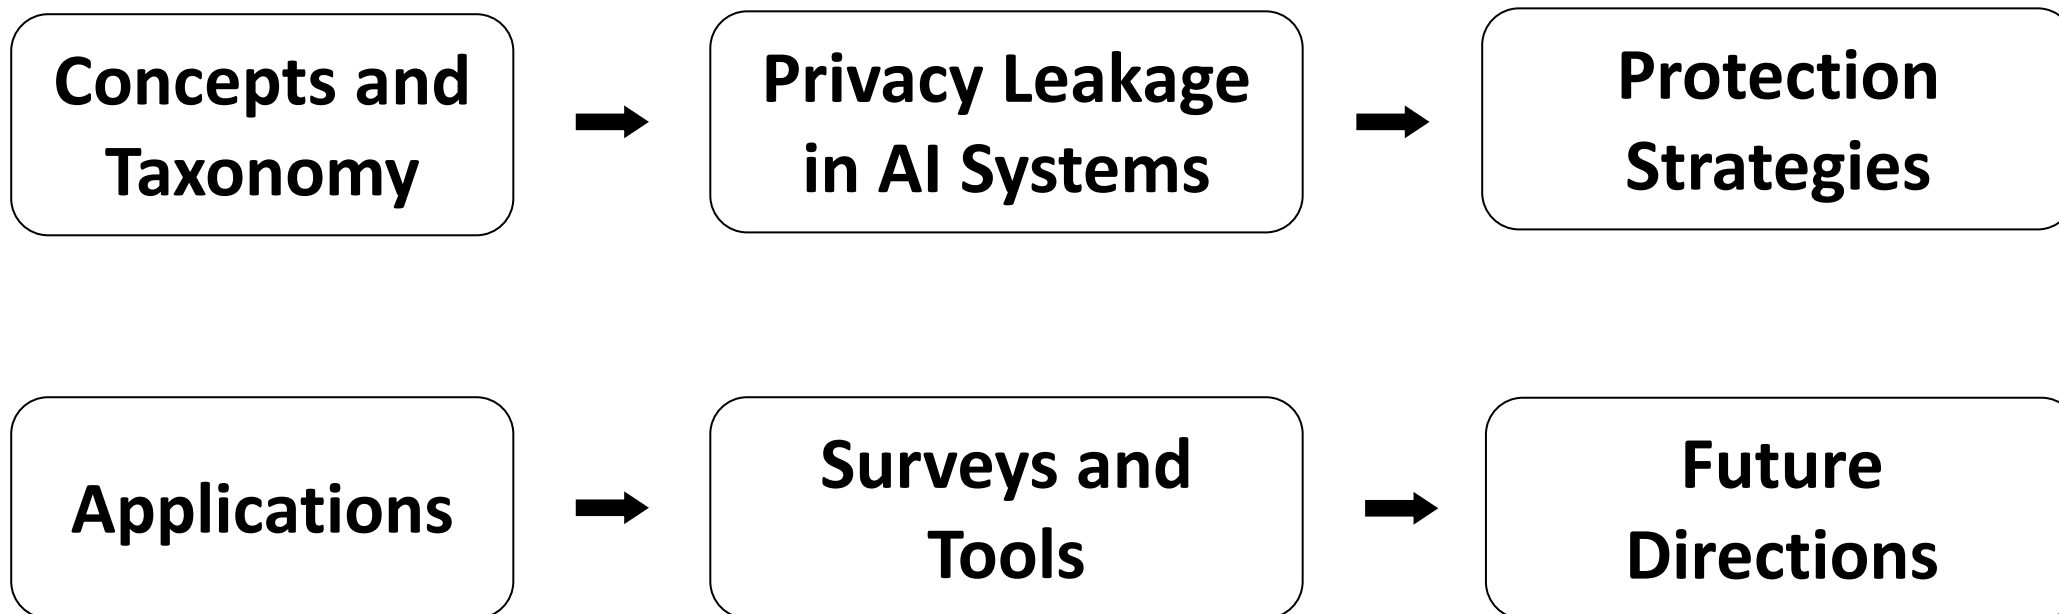 Concepts and
Taxonomy
Privacy Leakage
in AI Systems
Protection
Strategies
Applications
Surveys and
Tools
Future
Directions